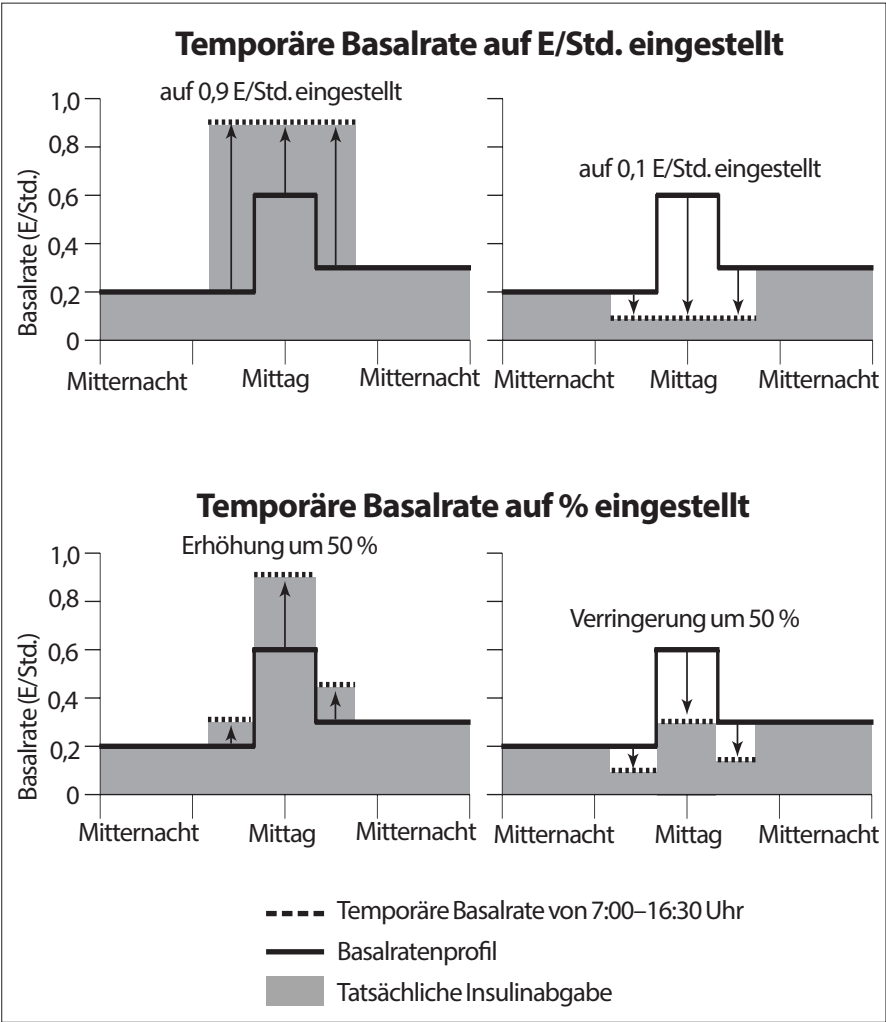 Temporäre Basalrate auf E/Std. eingestellt
auf 0,9 E/Std. eingestellt
Basalrate (E/Std.)
1,0
0,8
0,6
0,4
0,2
0
Mitternacht Mittag Mitternacht
auf 0,1 E/Std. eingestellt
Mitternacht Mittag Mitternacht
Temporäre Basalrate auf % eingestellt
Erhöhung um 50 %
Basalrate (E/Std.)
1,0
0,8
0,6
0,4
0,2
0
Mitternacht Mittag Mitternacht
Verringerung um 50 %
Mitternacht Mittag Mitternacht
Temporäre Basalrate von 7:00–16:30 Uhr
Basalratenprofil
Tatsächliche Insulinabgabe